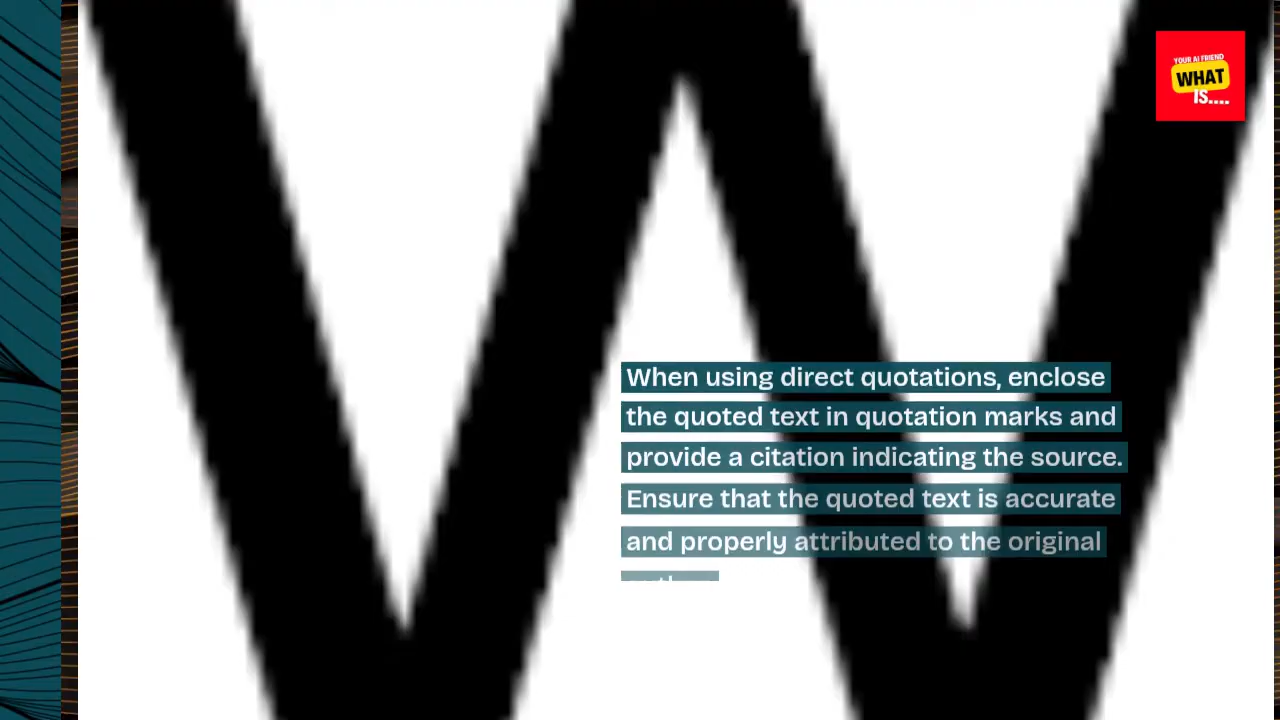 YOUR AI FRIEND
WHAT
IS....
When using direct quotations, enclose
the quoted text in quotation marks and
provide a citation indicating the source.
Ensure that the quoted text is accurate
and properly attributed to the original
W